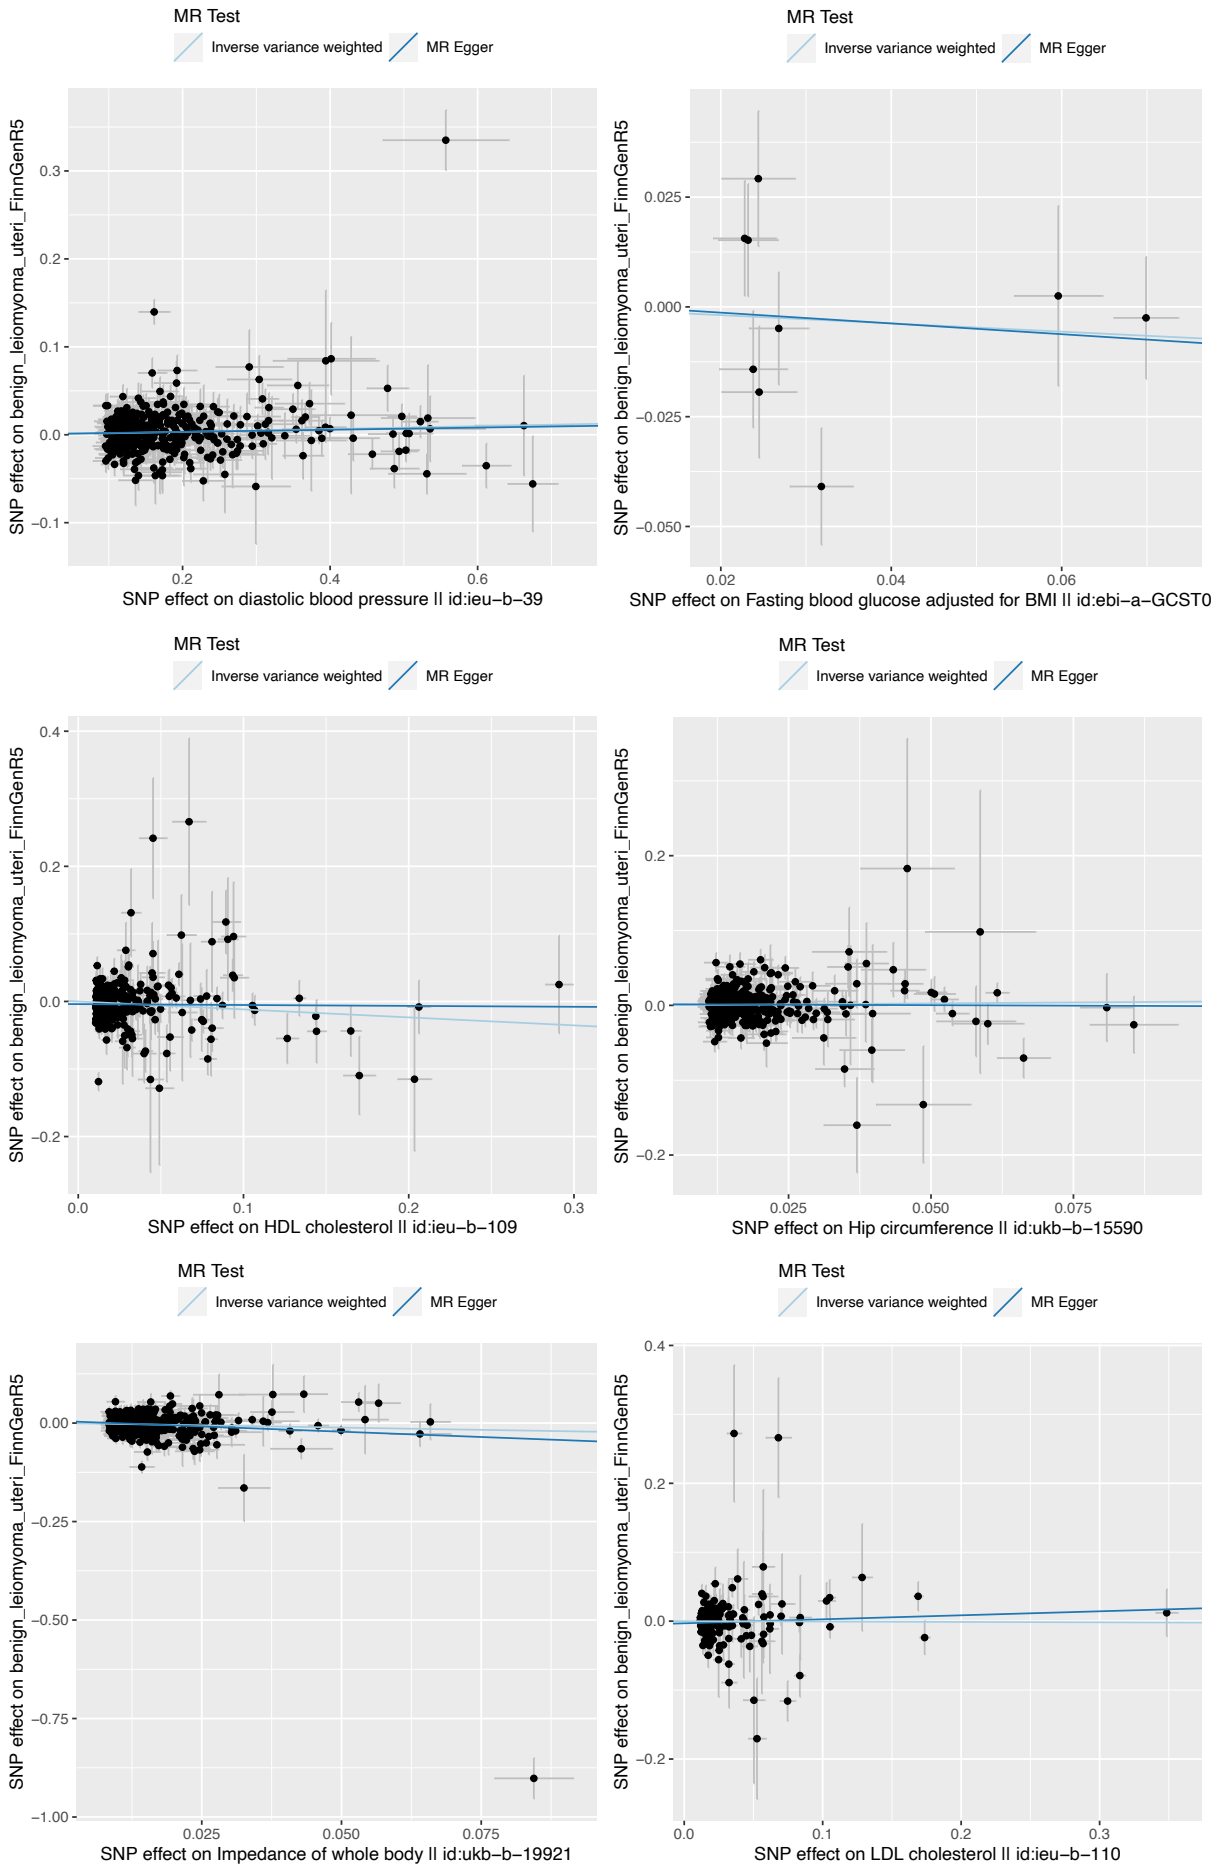 MR Test
Inverse variance weighted MR Egger
SNP effect on benign_leiomyoma_uteri_FinnGenR5
0.3
0.2
0.1
0.0
−0.1
0.2 0.4 0.6
SNP effect on diastolic blood pressure || id:ieu−b−39
MR Test
Inverse variance weighted MR Egger
SNP effect on benign_leiomyoma_uteri_FinnGenR5
0.025
0.000
−0.025
−0.050
0.02 0.04 0.06
SNP effect on Fasting blood glucose adjusted for BMI || id:ebi−a−GCST0
MR Test
Inverse variance weighted MR Egger
SNP effect on benign_leiomyoma_uteri_FinnGenR5
0.4
0.2
0.0
−0.2
0.0 0.1 0.2 0.3
SNP effect on HDL cholesterol || id:ieu−b−109
MR Test
Inverse variance weighted MR Egger
SNP effect on benign_leiomyoma_uteri_FinnGenR5
0.2
0.0
−0.2
0.025 0.050 0.075
SNP effect on Hip circumference || id:ukb−b−15590
MR Test
Inverse variance weighted MR Egger
SNP effect on benign_leiomyoma_uteri_FinnGenR5
0.00
−0.25
−0.50
−0.75
−1.00
0.025 0.050 0.075
SNP effect on Impedance of whole body || id:ukb−b−19921
MR Test
Inverse variance weighted MR Egger
SNP effect on benign_leiomyoma_uteri_FinnGenR5
0.4
0.2
0.0
−0.2
0.0 0.1 0.2 0.3
SNP effect on LDL cholesterol || id:ieu−b−110